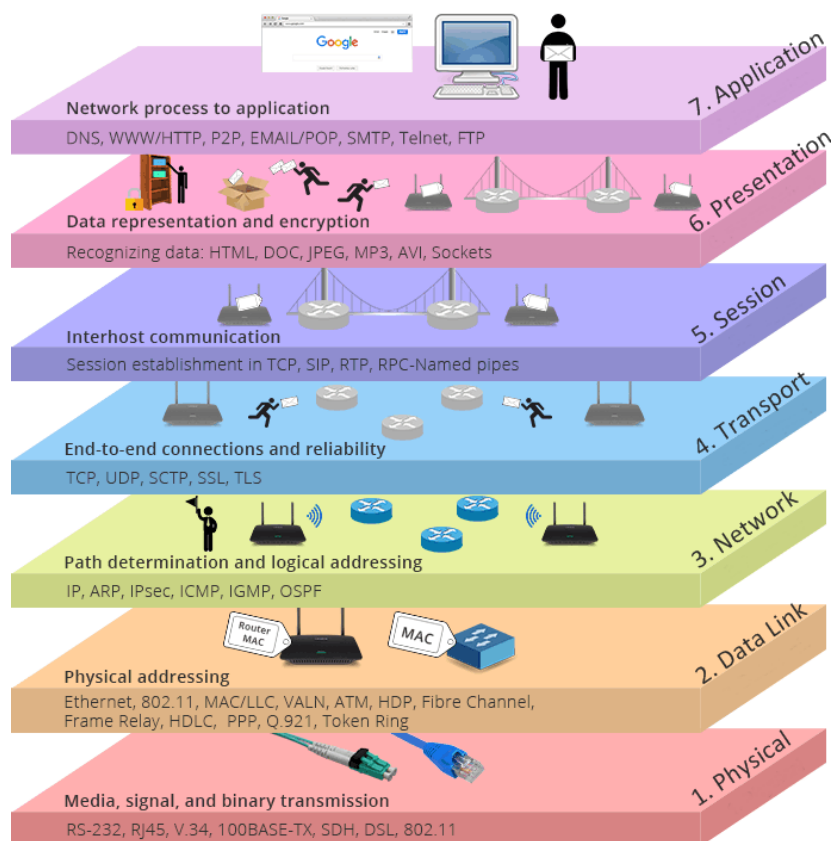 Google
7. Application
Network process to application
DNS, WWW/HTTP, P2P, EMAIL/POP, SMTP, Telnet, FTP
6. Presentation
Data representation and encryption
Recognizing data: HTML, DOC, JPEG, MP3, AVI, Sockets
5. Session
Interhost communication
Session establishment in TCP, SIP, RTP, RPC-Named pipes
4. Transport
End-to-end connections and reliability
TCP, UDP, SCTP, SSL, TLS
3. Network
Path determination and logical addressing
IP, ARP, IPsec, ICMP, IGMP, OSPF
Router
MAC
MAC
2. Data Link
Physical addressing
Ethernet, 802.11, MAC/LLC, VALN, ATM, HDP, Fibre Channel,
Frame Relay, HDLC, PPP, Q.921, Token Ring
1. Physical
Media, signal, and binary transmission
RS-232, RJ45, V.34, 100BASE-TX, SDH, DSL, 802.11